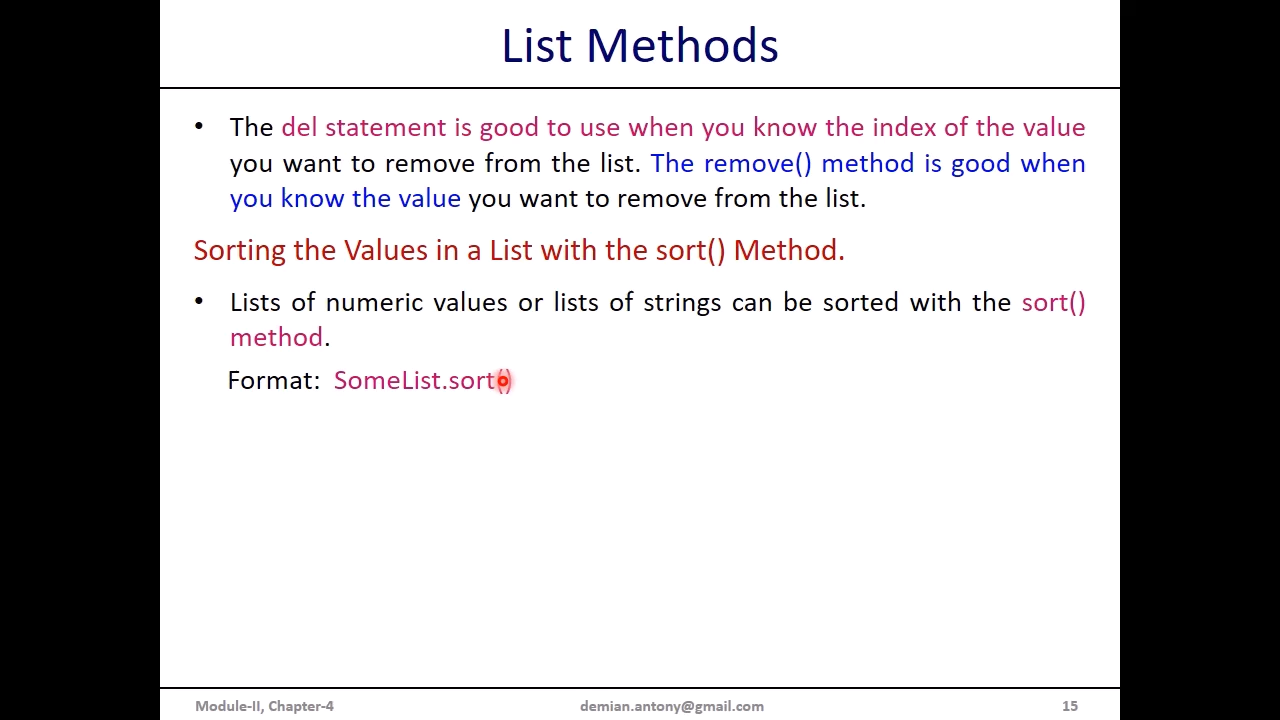 List Methods
• The del statement is good to use when you know the index of the value
you want to remove from the list. The remove() method is good when
you know the value you want to remove from the list.
Sorting the Values in a List with the sort() Method.
• Lists of numeric values or lists of strings can be sorted with the sort()
method.
Format: SomeList.sort()
Module-II, Chapter-4 demian.antony@gmail.com 15